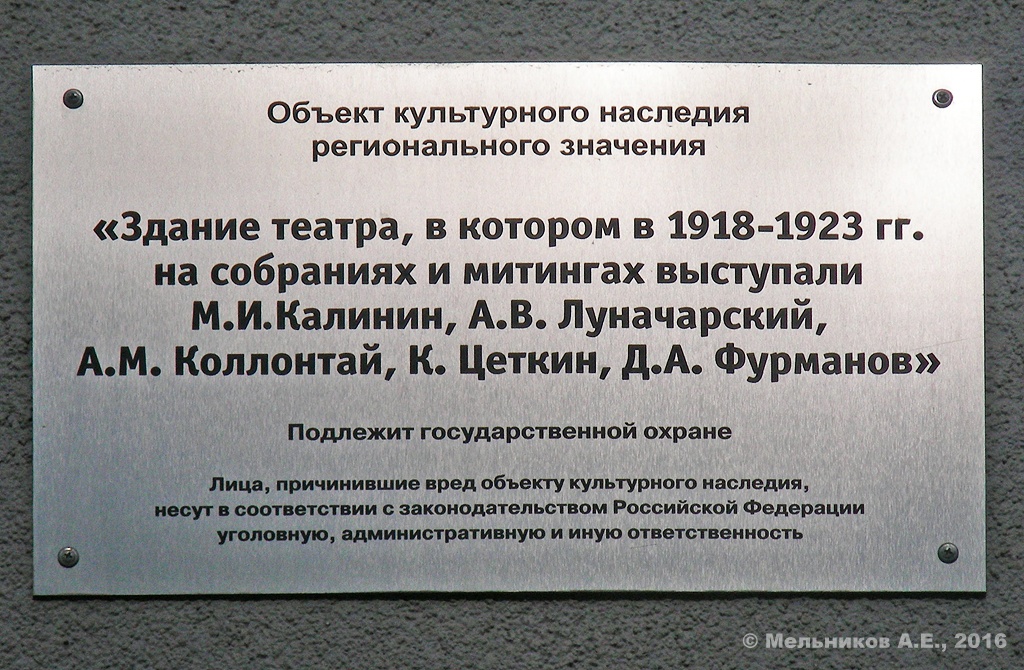 Объект культурного наследия
регионального значения
«Здание театра, в котором в 1918-1923 гг.
на собраниях и митингах выступали
М.И.Калинин, А.В. Луначарский,
А.М. Коллонтай, К. Цеткин, Д.А. Фурманов»
Подлежит государственной охране
Лица, причинившие вред объекту культурного наследия,
несут в соответствии с законодательством Российской Федерации
уголовную, административную и иную ответственность
© Мельников А.Е., 2016